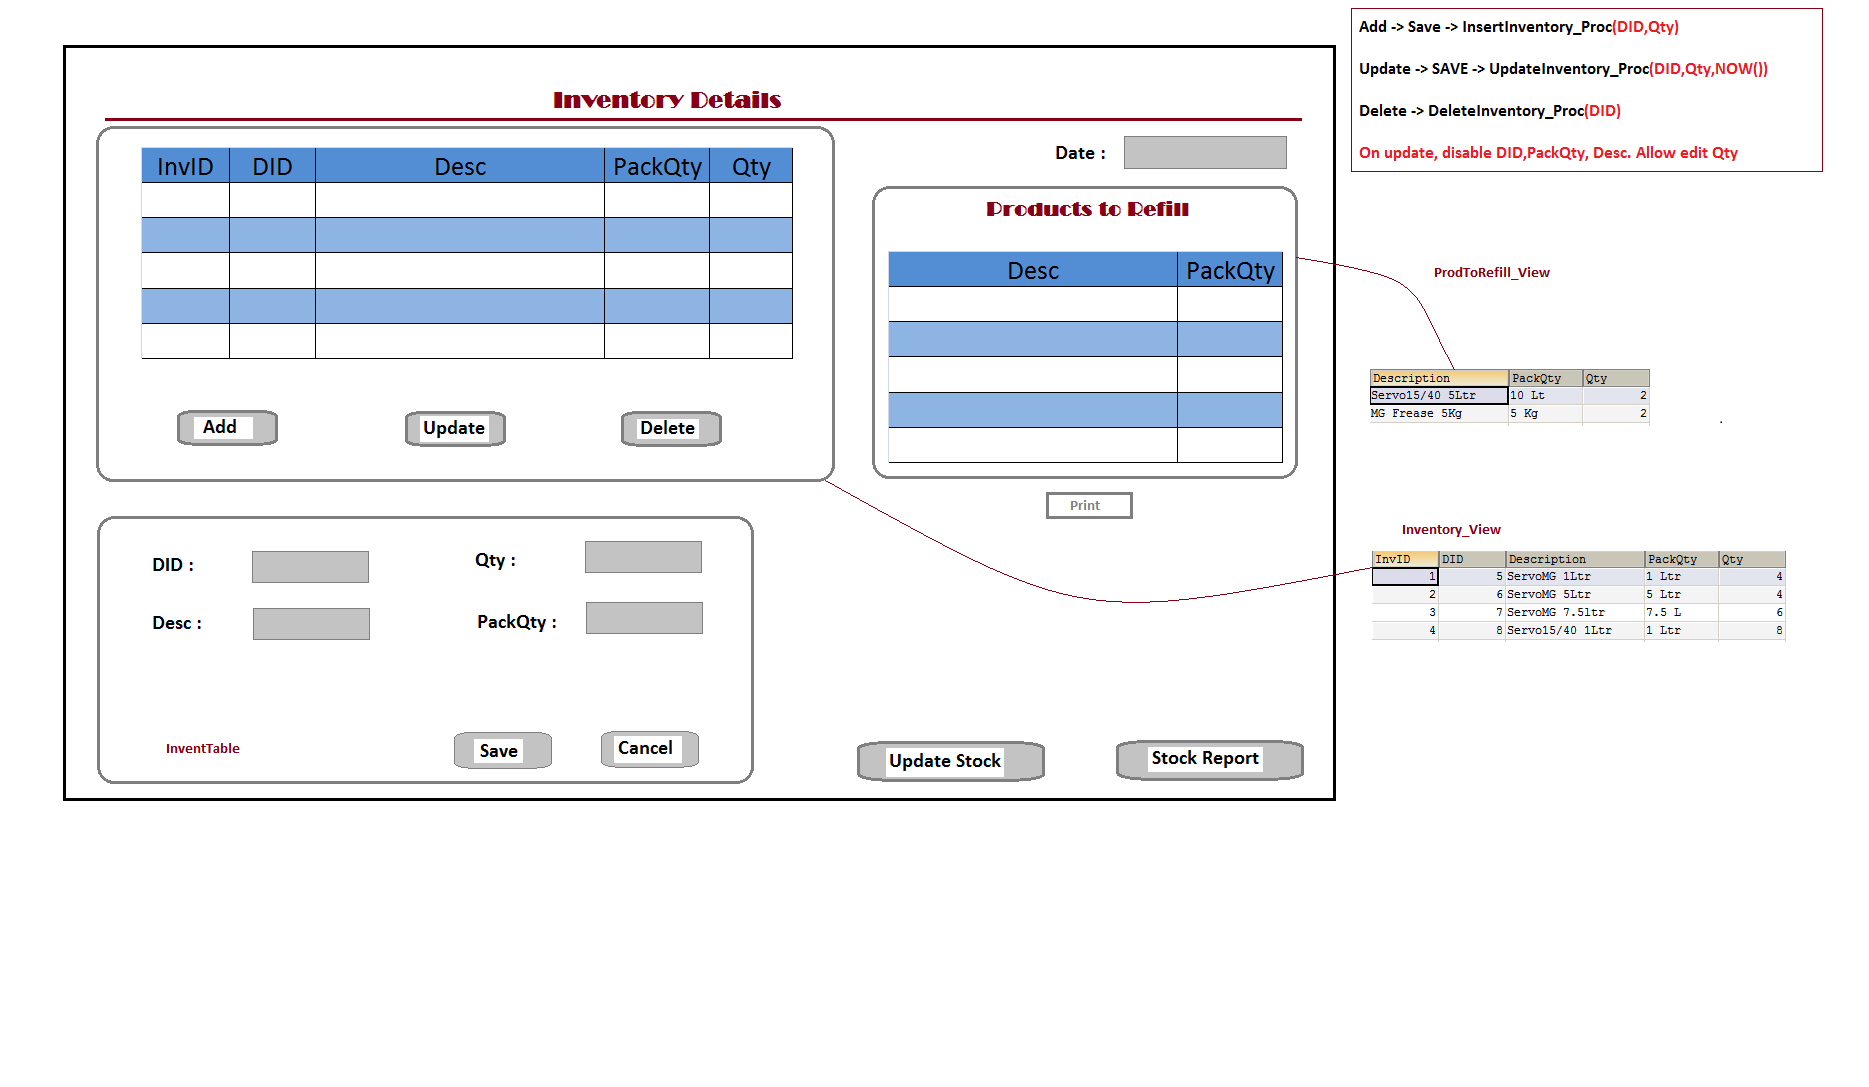 Add -> Save -> InsertInventory_Proc(DID,Qty)
Update -> SAVE -> UpdateInventory_Proc(DID,Qty,NOW())
Delete -> DeleteInventory_Proc(DID)
On update, disable DID,PackQty, Desc. Allow edit Qty
Inventory Details
InvID DID Desc PackQty Qty
Add Update Delete
Date :
Products to Refill
Desc PackQty
Print
DID :
Qty :
Desc :
PackQty :
InventTable
Save
Cancel
Update Stock
Stock Report
ProdToRefill_View
Description PackQty Qty
Servo15/40 5Ltr 10 Lt 2
MG Frease 5Kg 5 Kg 2
Inventory_View
InvID DID Description PackQty Qty
1 5 ServoMG 1Ltr 1 Ltr 4
2 6 ServoMG 5Ltr 5 Ltr 4
3 7 ServoMG 7.5ltr 7.5 L 6
4 8 Servo15/40 1Ltr 1 Ltr 8